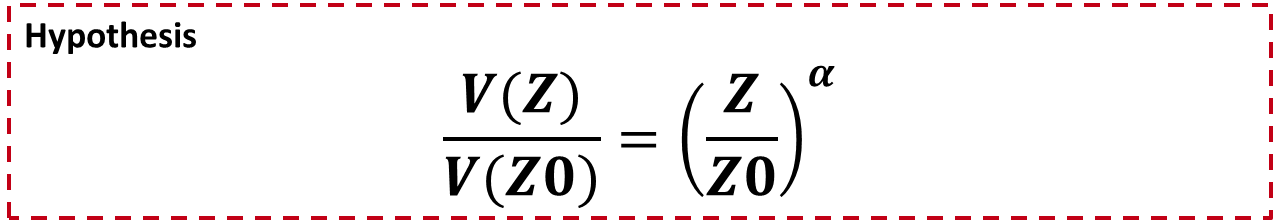 Hypothesis
V(Z)/V(Z0) = (Z/Z0)^α